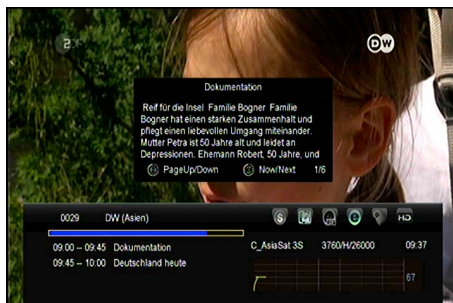 2
DW
Dokumentation
Reif für die Insel Familie Bogner Familie
Bogner hat einen starken Zusammenhalt und
pflegt einen liebevollen Umgang miteinander.
Mutter Petra ist 50 Jahre alt und leidet an
Depressionen. Ehemann Robert, 50 Jahre, und
PageUp/Down Now/Next 1/6
0029 DW (Asien) S HD
09:00 -- 09:45 Dokumentation C_AsiaSat 3S 3760/H/26000 09:37
09:45 -- 10:00 Deutschland heute
67